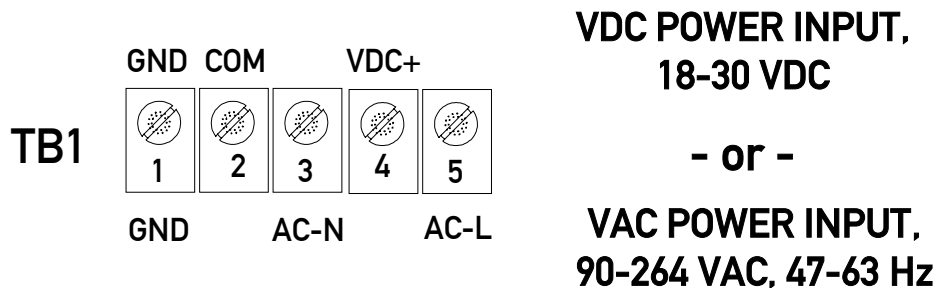 VDC POWER INPUT,
18-30 VDC
GND COM VDC+
TB1
1 2 3 4 5
- or -
GND AC-N AC-L
VAC POWER INPUT,
90-264 VAC, 47-63 Hz